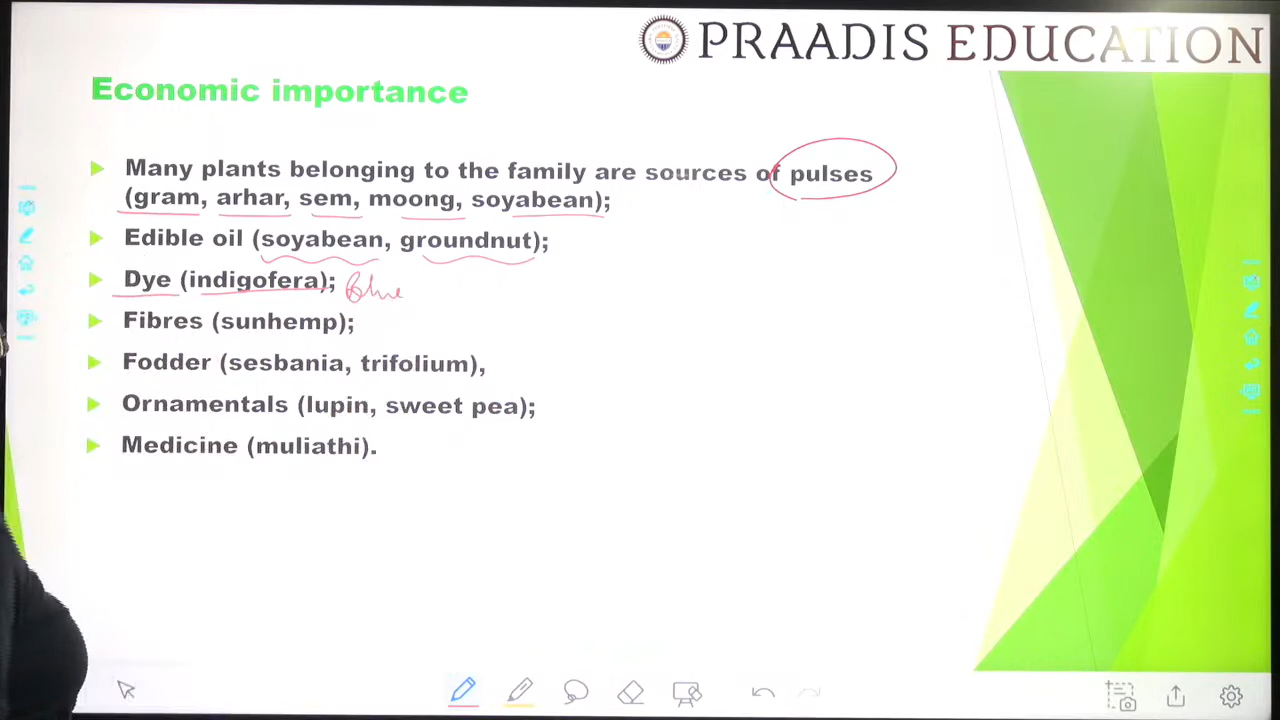 PRAADIS EDUCATION
Economic importance
Many plants belonging to the family are sources of pulses
(gram, arhar, sem, moong, soyabean);
Edible oil (soyabean, groundnut);
Dye (indigofera); Blue
Fibres (sunhemp);
Fodder (sesbania, trifolium),
Ornamentals (lupin, sweet pea);
Medicine (muliathi).